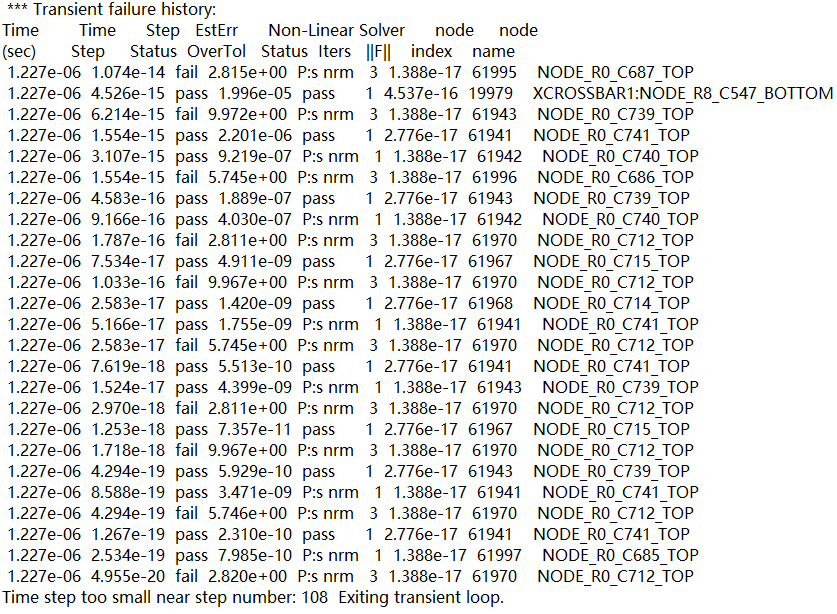 *** Transient failure history:
Time Time Step EstErr Non-Linear Solver node node
(sec) Step Status OverTol Status Iters ||F|| index name
1.227e-06 1.074e-14 fail 2.815e+00 P:s nrm 3 1.388e-17 61995 NODE_R0_C687_TOP
1.227e-06 4.526e-15 pass 1.996e-05 pass 1 4.537e-16 19979 XCROSSBAR1:NODE_R8_C547_BOTTOM
1.227e-06 6.214e-15 fail 9.972e+00 P:s nrm 3 1.388e-17 61943 NODE_R0_C739_TOP
1.227e-06 1.554e-15 pass 2.201e-06 pass 1 2.776e-17 61941 NODE_R0_C741_TOP
1.227e-06 3.107e-15 pass 9.219e-07 P:s nrm 1 1.388e-17 61942 NODE_R0_C740_TOP
1.227e-06 1.554e-15 fail 5.745e+00 P:s nrm 3 1.388e-17 61996 NODE_R0_C686_TOP
1.227e-06 4.583e-16 pass 1.889e-07 pass 1 2.776e-17 61943 NODE_R0_C739_TOP
1.227e-06 9.166e-16 pass 4.030e-07 P:s nrm 1 1.388e-17 61942 NODE_R0_C740_TOP
1.227e-06 1.787e-16 fail 2.811e+00 P:s nrm 3 1.388e-17 61970 NODE_R0_C712_TOP
1.227e-06 7.534e-17 pass 4.911e-09 pass 1 2.776e-17 61967 NODE_R0_C715_TOP
1.227e-06 1.033e-16 fail 9.967e+00 P:s nrm 3 1.388e-17 61970 NODE_R0_C712_TOP
1.227e-06 2.583e-17 pass 1.420e-09 pass 1 2.776e-17 61968 NODE_R0_C714_TOP
1.227e-06 5.166e-17 pass 1.755e-09 P:s nrm 1 1.388e-17 61941 NODE_R0_C741_TOP
1.227e-06 2.583e-17 fail 5.745e+00 P:s nrm 3 1.388e-17 61970 NODE_R0_C712_TOP
1.227e-06 7.619e-18 pass 5.513e-10 pass 1 2.776e-17 61941 NODE_R0_C741_TOP
1.227e-06 1.524e-17 pass 4.399e-09 P:s nrm 1 1.388e-17 61943 NODE_R0_C739_TOP
1.227e-06 2.970e-18 fail 2.811e+00 P:s nrm 3 1.388e-17 61970 NODE_R0_C712_TOP
1.227e-06 1.253e-18 pass 7.357e-11 pass 1 2.776e-17 61967 NODE_R0_C715_TOP
1.227e-06 1.718e-18 fail 9.967e+00 P:s nrm 3 1.388e-17 61970 NODE_R0_C712_TOP
1.227e-06 4.294e-19 pass 5.929e-10 pass 1 2.776e-17 61943 NODE_R0_C739_TOP
1.227e-06 8.588e-19 pass 3.471e-09 P:s nrm 1 1.388e-17 61941 NODE_R0_C741_TOP
1.227e-06 4.294e-19 fail 5.746e+00 P:s nrm 3 1.388e-17 61970 NODE_R0_C712_TOP
1.227e-06 1.267e-19 pass 2.310e-10 pass 1 2.776e-17 61941 NODE_R0_C741_TOP
1.227e-06 2.534e-19 pass 7.985e-10 P:s nrm 1 1.388e-17 61997 NODE_R0_C685_TOP
1.227e-06 4.955e-20 fail 2.820e+00 P:s nrm 3 1.388e-17 61970 NODE_R0_C712_TOP
Time step too small near step number: 108 Exiting transient loop.